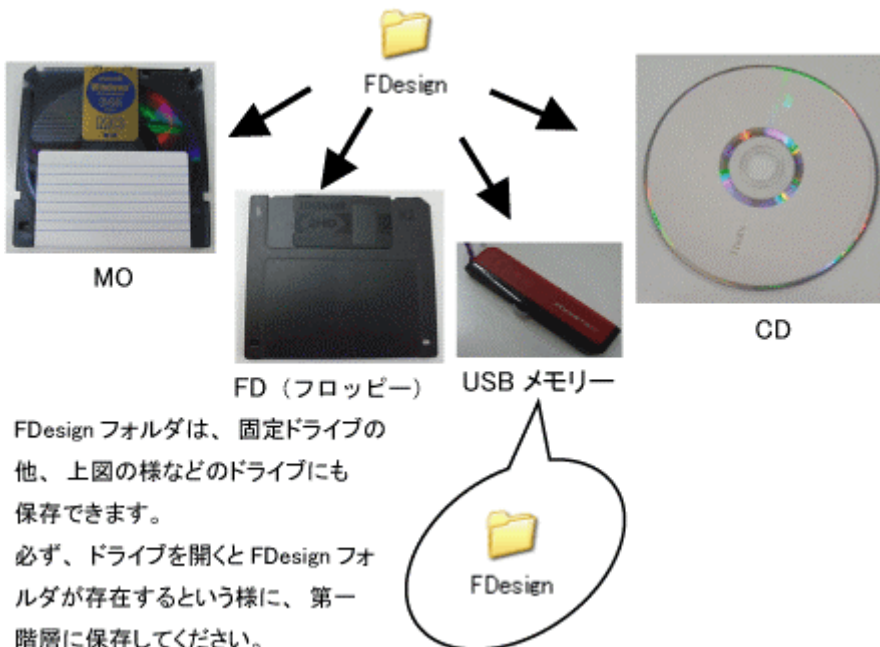 FDesign
MO
FD（フロッピー）
USB メモリー
CD
FDesign フォルダは、固定ドライブの
他、上図の様などのドライブにも
保存できます。
必ず、ドライブを開くと FDesign フォ
ルダが存在するという様に、第一
階層に保存してください。
FDesign